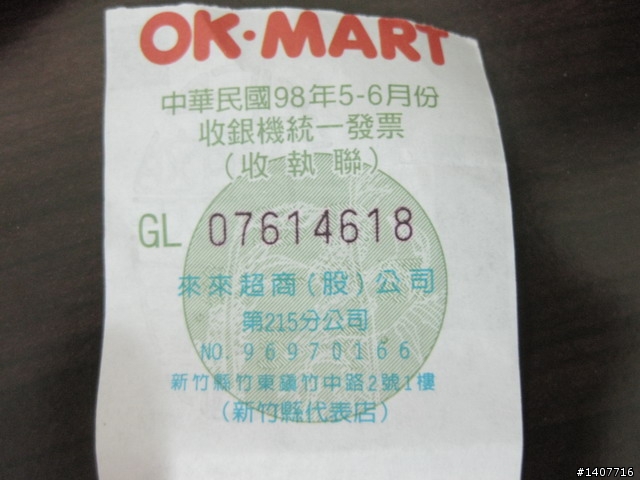 OK·MART
中華民國98年5-6月份
收銀機統一發票
(收執聯)
GL 07614618
來來超商(股)公司
第215分公司
NO. 96970166
新竹縣竹東鎮竹中路2號1樓
(新竹縣代表店)
#1407716